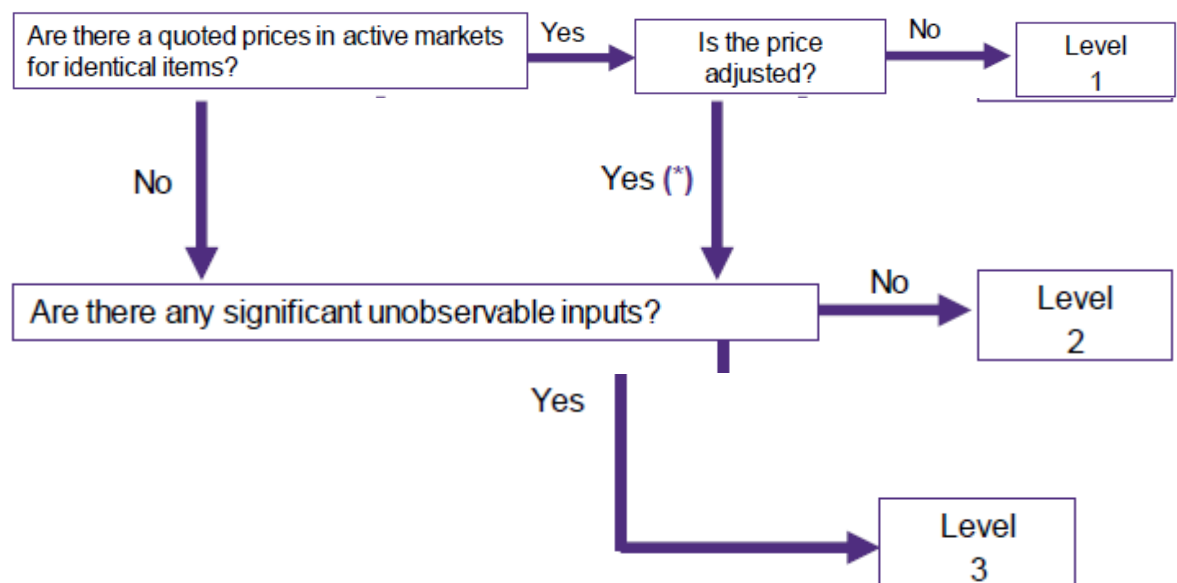 Are there a quoted prices in active markets
for identical items?
Yes
Is the price
adjusted?
No
Level
1
No
Yes (*)
Are there any significant unobservable inputs?
No
Level
2
Yes
Level
3